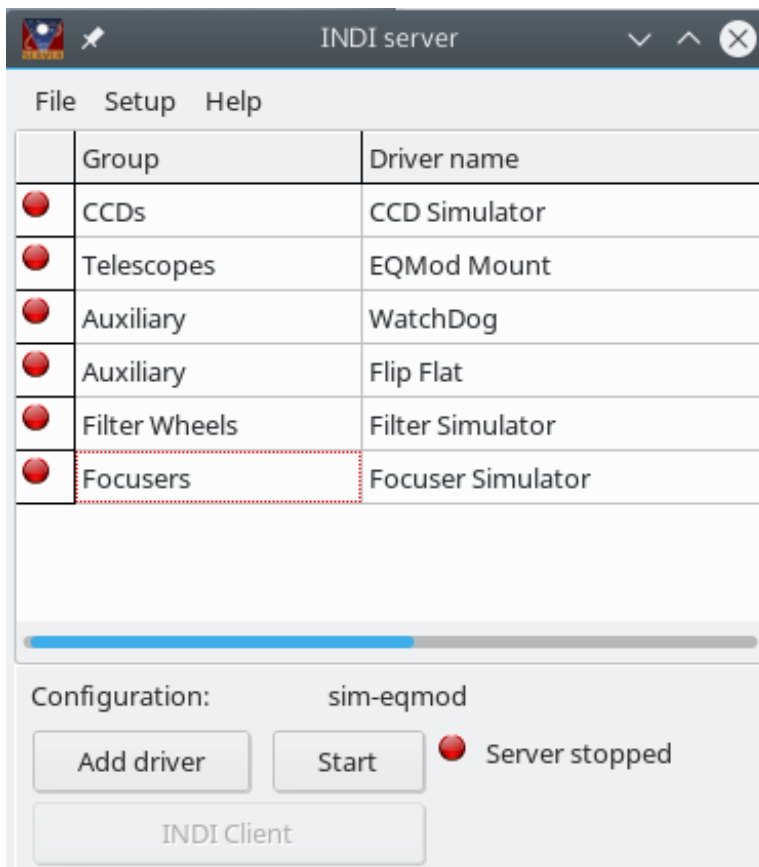 INDI server
File Setup Help
Group Driver name
CCDs CCD Simulator
Telescopes EQMod Mount
Auxiliary WatchDog
Auxiliary Flip Flat
Filter Wheels Filter Simulator
Focusers Focuser Simulator
Configuration: sim-eqmod
Add driver Start Server stopped
INDI Client